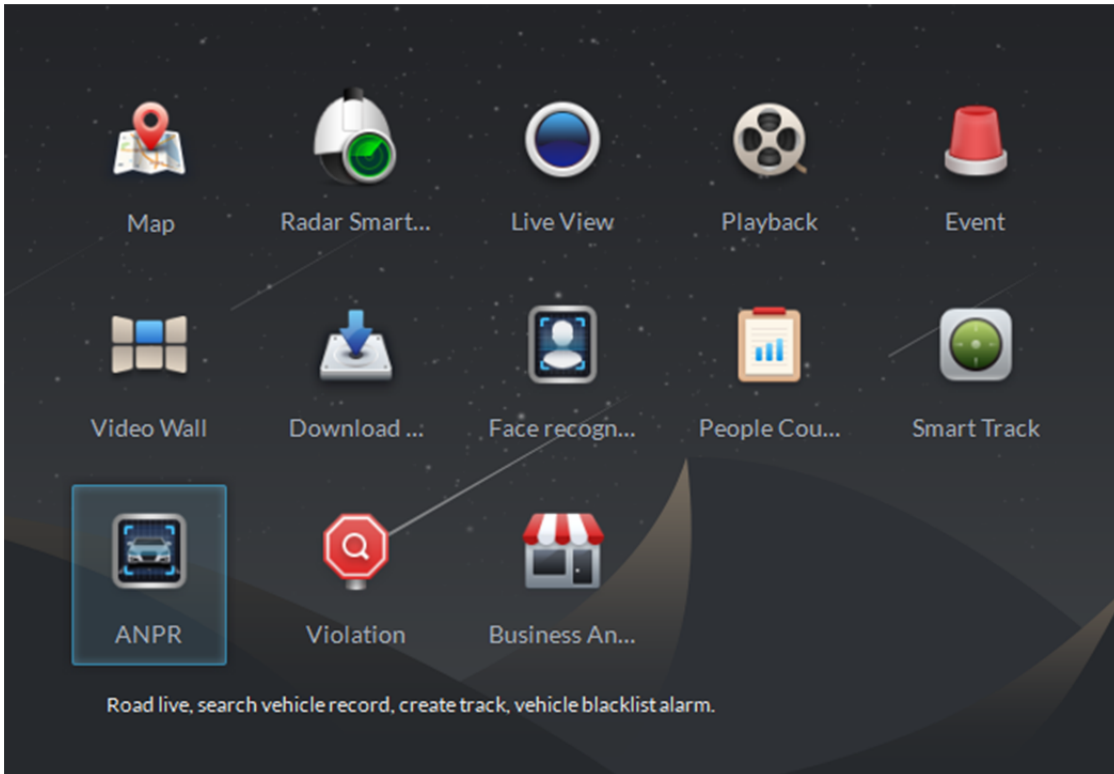 Map
Radar Smart...
Live View
Playback
Event
Video Wall
Download ...
Face recogn...
People Cou...
Smart Track
ANPR
Violation
Business An...
Road live, search vehicle record, create track, vehicle blacklist alarm.